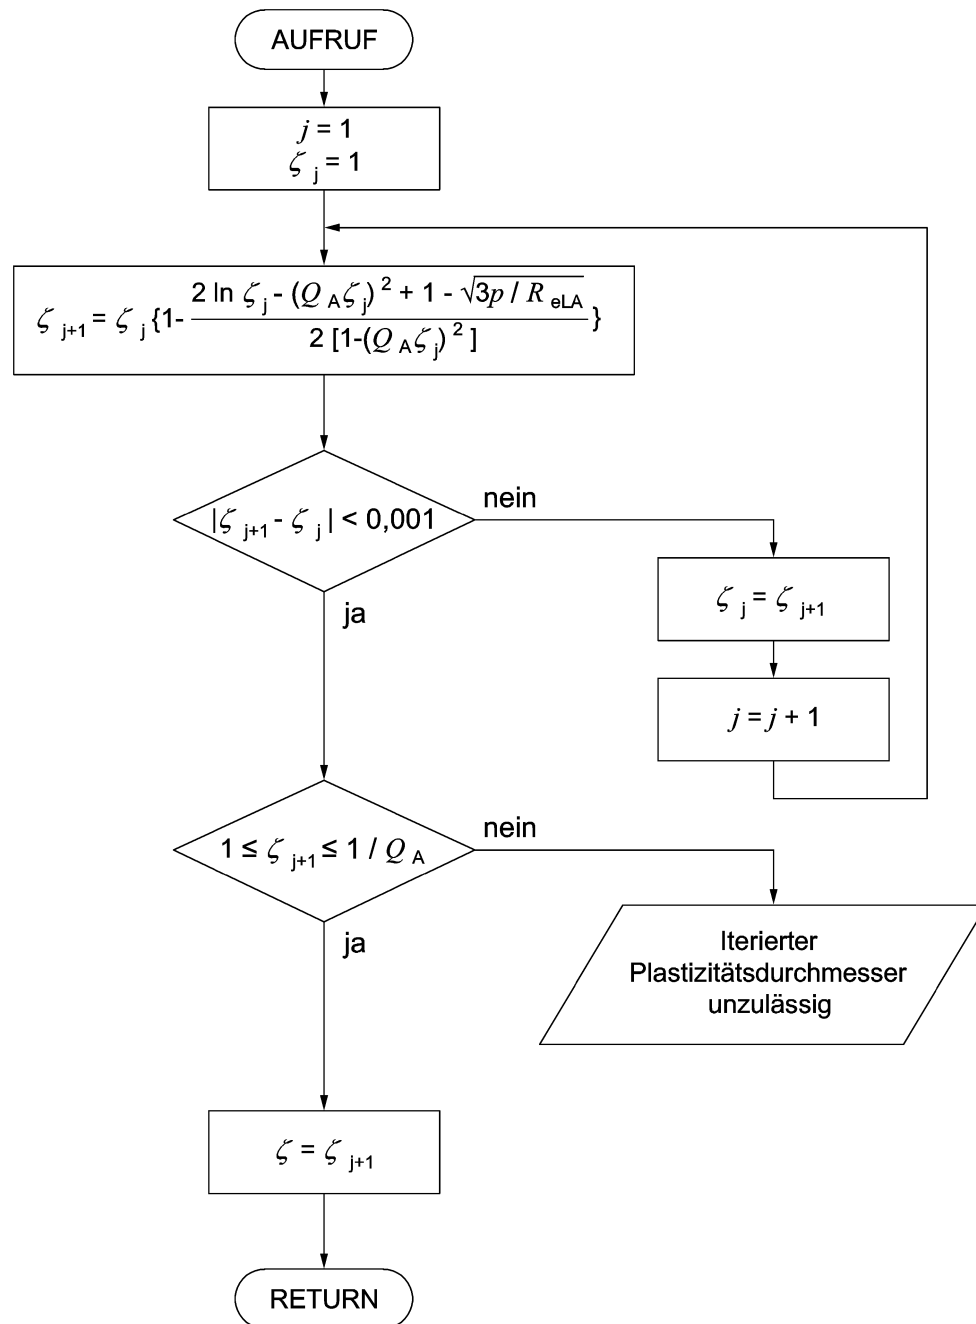 AUFRUF
j = 1
ζ j = 1
ζ j+1 = ζ j {1- (2 ln ζ j - (Q A ζ j)² + 1 - √(3p / R eLA)) / (2 [1-(Q A ζ j)²]) }
|ζ j+1 - ζ j | < 0,001
nein
ja
ζ j = ζ j+1
j = j + 1
1 ≤ ζ j+1 ≤ 1 / Q A
nein
ja
Iterierter
Plastizitätsdurchmesser
unzulässig
ζ = ζ j+1
RETURN